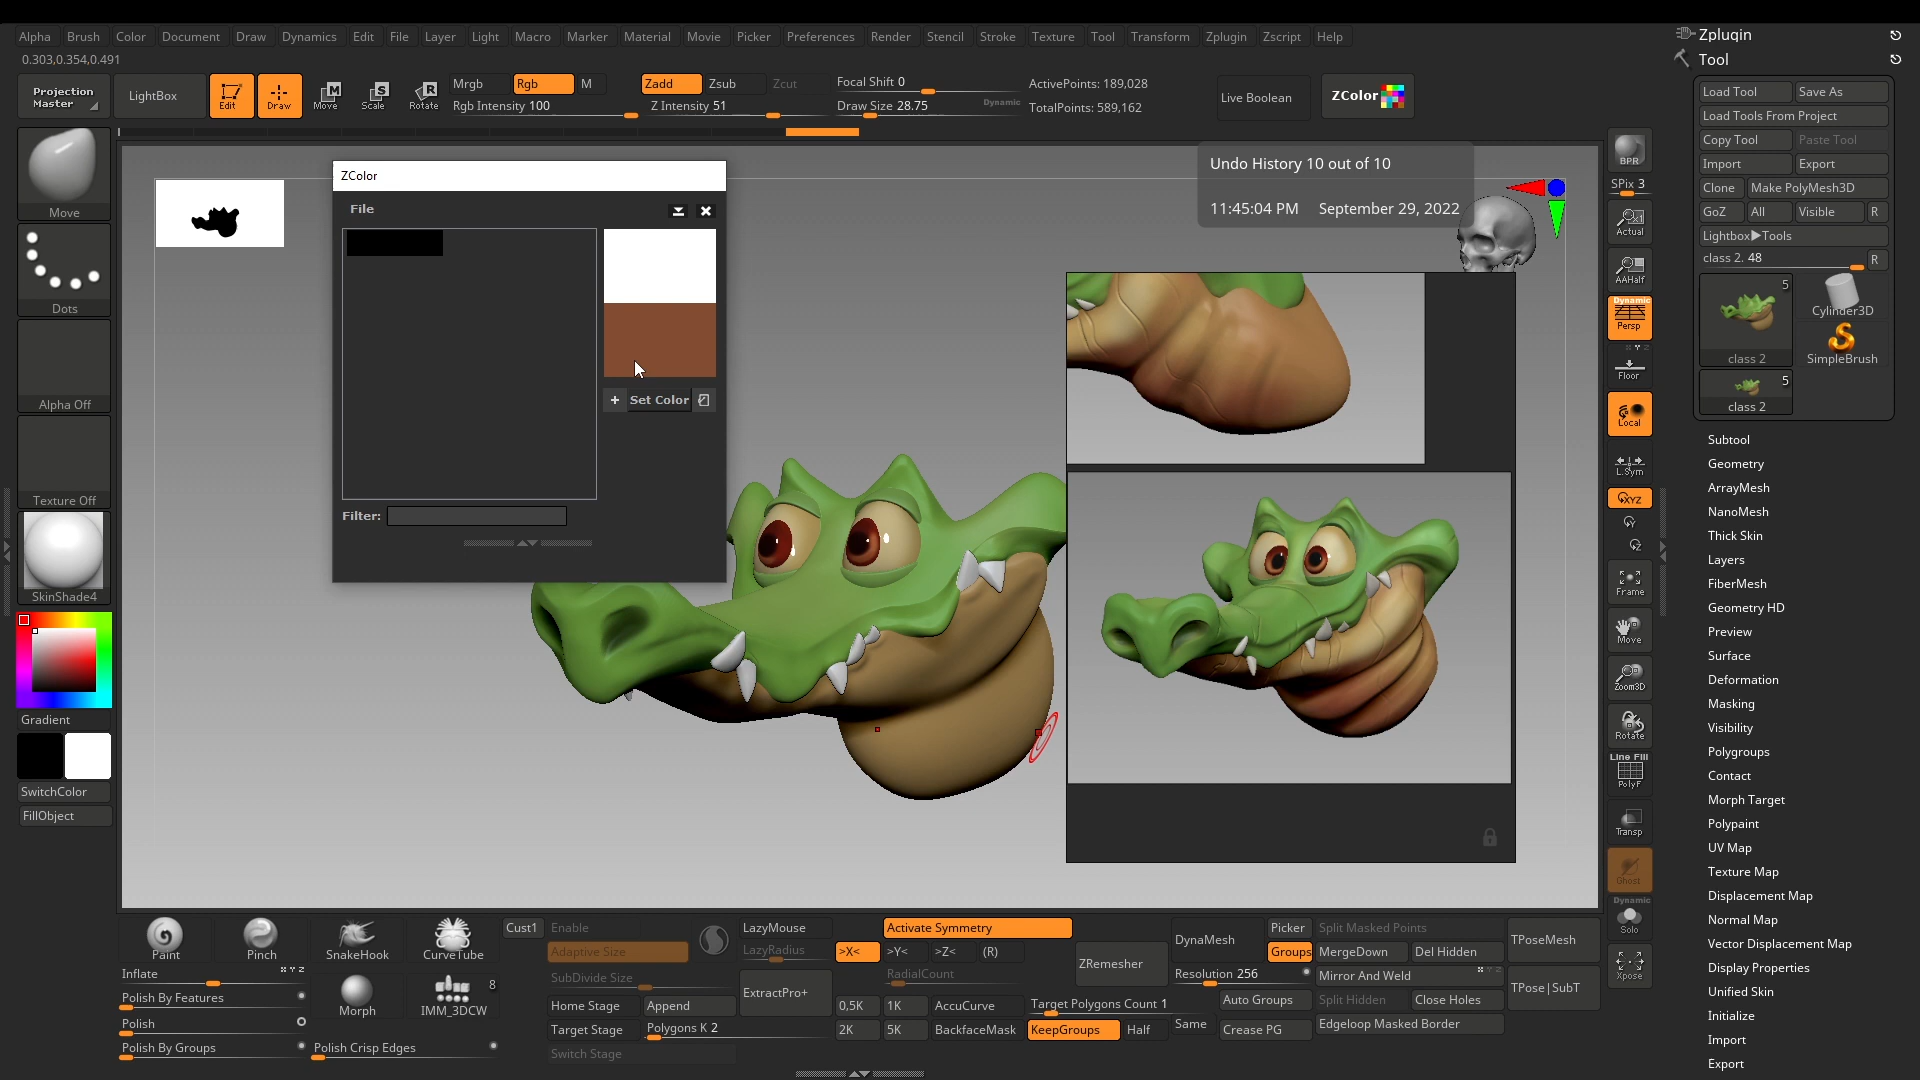 Alpha Brush Color Document Draw Dynamics Edit File Layer Light Macro Marker Material Movie Picker Preferences Render Stencil Stroke Texture Tool Transform Zplugin Zscript Help
0.303,0.354,0.491
Projection Master
LightBox
Edit
Draw
Move
Scale
Rotate
Mrgb Rgb M
Rgb Intensity 100
Zadd Zsub Zcut
Z Intensity 51
Focal Shift 0
Draw Size 28.75 Dynamic
ActivePoints: 189,028
TotalPoints: 589,162
Live Boolean
ZColor
Move
Dots
Alpha Off
Texture Off
SkinShade4
Gradient
SwitchColor
FillObject
ZColor
File
+ Set Color
Filter:
Undo History 10 out of 10
11:45:04 PM September 29, 2022
BPR
SPix 3
Actual
AAHalf
Dynamic
Persp
Floor
Local
L.Sym
XYZ
Y
Z
Frame
Move
Zoom3D
Rotate
Line Fill
PolyF
Transp
Ghost
Dynamic
Solo
Xpose
Zplugin
Tool
Load Tool Save As
Load Tools From Project
Copy Tool Paste Tool
Import Export
Clone Make PolyMesh3D
GoZ All Visible R
Lightbox▶Tools
class 2. 48 R
5
class 2
Cylinder3D
SimpleBrush
5
class 2
Subtool
Geometry
ArrayMesh
NanoMesh
Thick Skin
Layers
FiberMesh
Geometry HD
Preview
Surface
Deformation
Masking
Visibility
Polygroups
Contact
Morph Target
Polypaint
UV Map
Texture Map
Displacement Map
Normal Map
Vector Displacement Map
Display Properties
Unified Skin
Initialize
Import
Export
Paint Pinch SnakeHook CurveTube
Inflate
Polish By Features
Polish
Polish By Groups
Morph
8
IMM_3DCW
Polish Crisp Edges
Cust1
Enable
Adaptive Size
SubDivide Size
Home Stage Append
Target Stage Polygons K 2
Switch Stage
LazyMouse
LazyRadius
ExtractPro+
Activate Symmetry
>X< >Y< >Z< (R)
RadialCount
0,5K 1K AccuCurve
2K 5K BackfaceMask
ZRemesher
Target Polygons Count 1
KeepGroups Half
Same
DynaMesh
Resolution 256
Picker
Groups
Auto Groups
Crease PG
Split Masked Points
MergeDown Del Hidden
Mirror And Weld
Split Hidden Close Holes
Edgeloop Masked Border
TPoseMesh
TPose|SubT